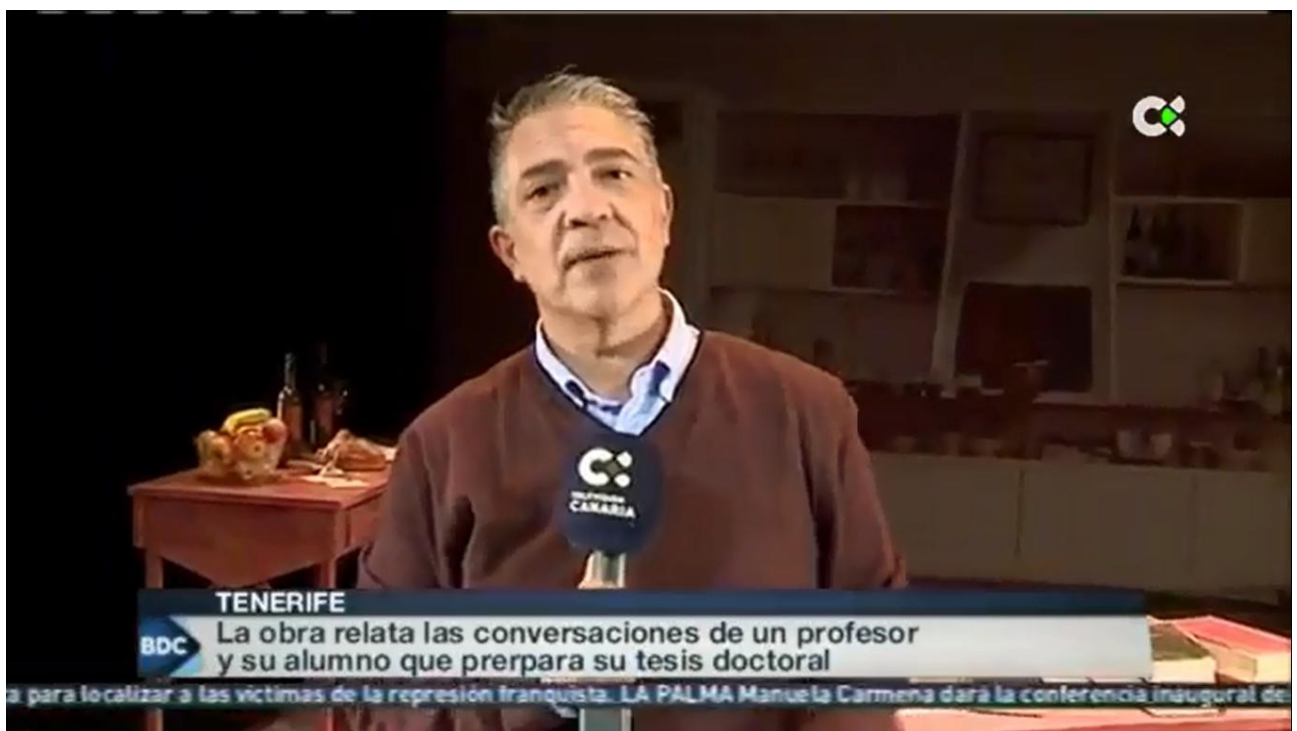 TELEVISIÓN
CANARIA
TENERIFE
BDC
La obra relata las conversaciones de un profesor
y su alumno que prerpara su tesis doctoral
a para localizar a las víctimas de la represión franquista. LA PALMA Manuela Carmena dará la conferencia inaugural de